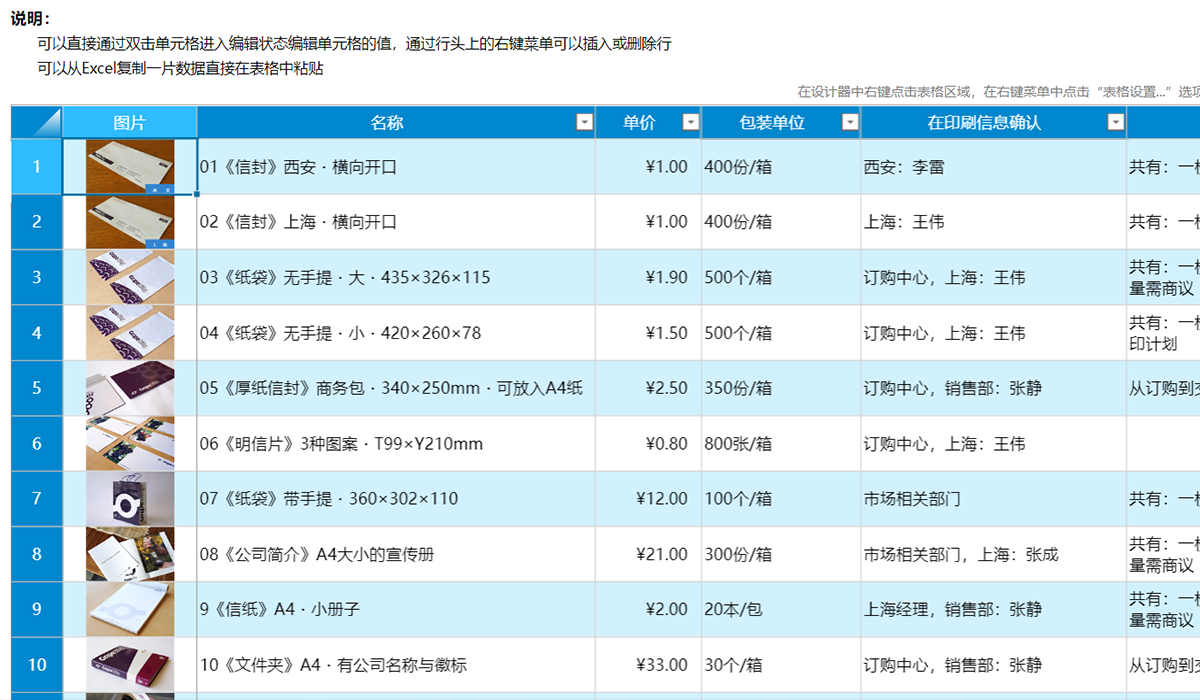 说明：
可以直接通过双击单元格进入编辑状态编辑单元格的值，通过行头上的右键菜单可以插入或删除行
可以从Excel复制一片数据直接在表格中粘贴
在设计器中右键点击表格区域，在右键菜单中点击“表格设置...”选项
图片 名称 单价 包装单位 在印刷信息确认
1 西 安 01《信封》西安 · 横向开口 ¥1.00 400份/箱 西安：李雷 共有：一
2 上 海 02《信封》上海 · 横向开口 ¥1.00 400份/箱 上海：王伟 共有：一
3 03《纸袋》无手提 · 大 · 435×326×115 ¥1.90 500个/箱 订购中心，上海：王伟 共有：一
量需商议
4 04《纸袋》无手提 · 小 · 420×260×78 ¥1.50 500个/箱 订购中心，上海：王伟 共有：一
印计划
5 05《厚纸信封》商务包 · 340×250mm · 可放入A4纸 ¥2.50 350份/箱 订购中心，销售部：张静 从订购到
6 06《明信片》3种图案 · T99×Y210mm ¥0.80 800张/箱 订购中心，上海：王伟
7 07《纸袋》带手提 · 360×302×110 ¥12.00 100个/箱 市场相关部门 共有：一
8 08《公司简介》A4大小的宣传册 ¥21.00 300份/箱 市场相关部门，上海：张成 共有：一
量需商议
9 9《信纸》A4 · 小册子 ¥2.00 20本/包 上海经理，销售部：张静 共有：一
量需商议
10 10《文件夹》A4 · 有公司名称与徽标 ¥33.00 30个/箱 订购中心，销售部：张静 从订购到